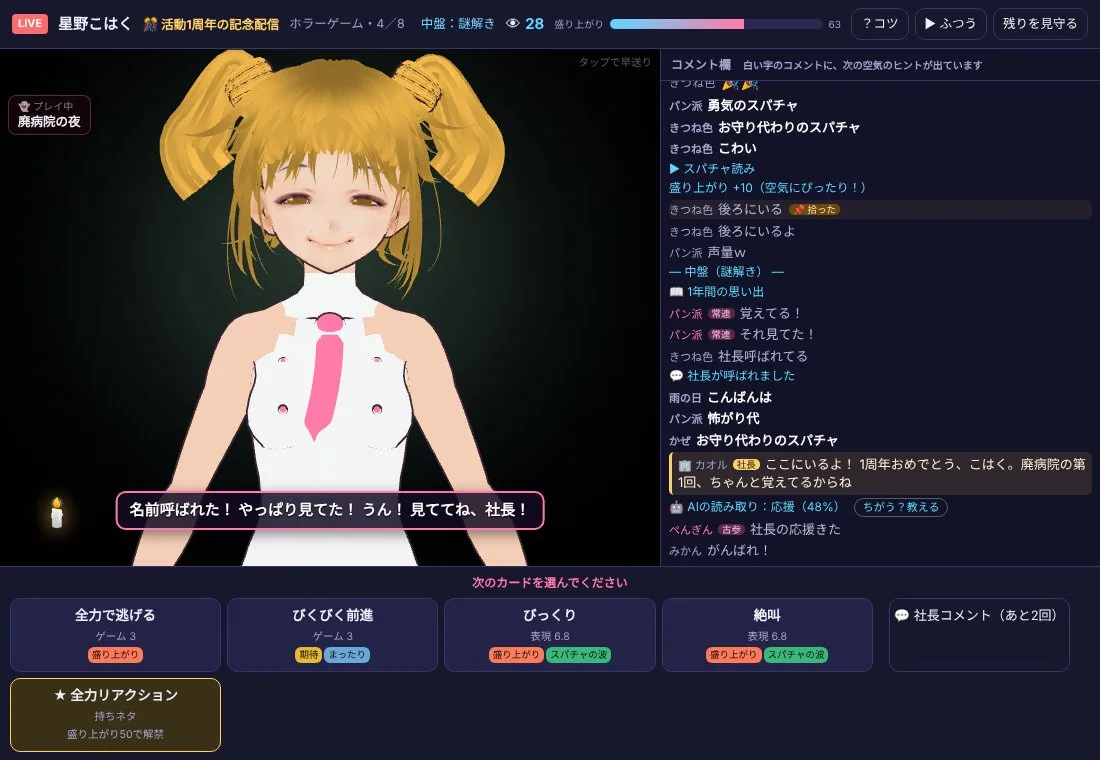 LIVE 星野こはく 🎊 活動1周年の記念配信 ホラーゲーム・4／8 中盤：謎解き 👁 28 盛り上がり 63 ？コツ ▶ ふつう 残りを見守る
タップで早送り
👻 プレイ中
廃病院の夜
名前呼ばれた！ やっぱり見てた！ うん！ 見ててね、社長！
コメント欄 白い字のコメントに、次の空気のヒントが出ています
きつね色 🎉🎉
パン派 勇気のスパチャ
きつね色 お守り代わりのスパチャ
きつね色 こわい
▶ スパチャ読み
盛り上がり +10（空気にぴったり！）
きつね色 後ろにいる 📌 拾った
きつね色 後ろにいるよ
パン派 声量w
— 中盤（謎解き） —
📖 1年間の思い出
パン派 常連 覚えてる！
パン派 常連 それ見てた！
きつね色 社長呼ばれてる
💬 社長が呼ばれました
雨の日 こんばんは
パン派 怖がり代
かぜ お守り代わりのスパチャ
🏢 カオル 社長 ここにいるよ！ 1周年おめでとう、こはく。廃病院の第
1回、ちゃんと覚えてるからね
🤖 AIの読み取り：応援（48%） ちがう？教える
ぺんぎん 古参 社長の応援きた
みかん がんばれ！
次のカードを選んでください
全力で逃げる
ゲーム 3
盛り上がり
びくびく前進
ゲーム 3
期待 まったり
びっくり
表現 6.8
盛り上がり スパチャの波
絶叫
表現 6.8
盛り上がり スパチャの波
💬 社長コメント（あと2回）
★ 全力リアクション
持ちネタ
盛り上がり50で解禁